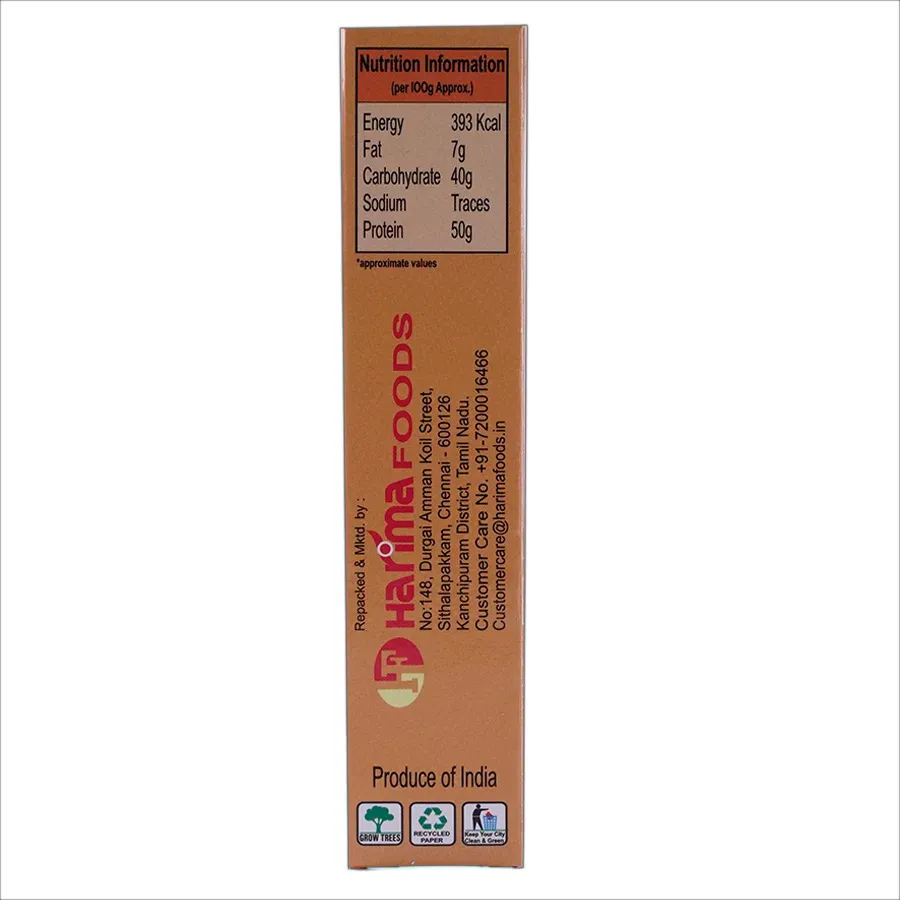 Nutrition Information
(per 100g Approx.)
Energy 393 Kcal
Fat 7g
Carbohydrate 40g
Sodium Traces
Protein 50g
*approximate values
Repacked & Mktd. by :
HF Harima FOODS
No:148, Durgai Amman Koil Street,
Sithalapakkam, Chennai - 600126
Kanchipuram District, Tamil Nadu.
Customer Care No. +91-7200016466
Customercare@harimafoods.in
Produce of India
GROW TREES
RECYCLED
PAPER
Keep Your City
Clean & Green